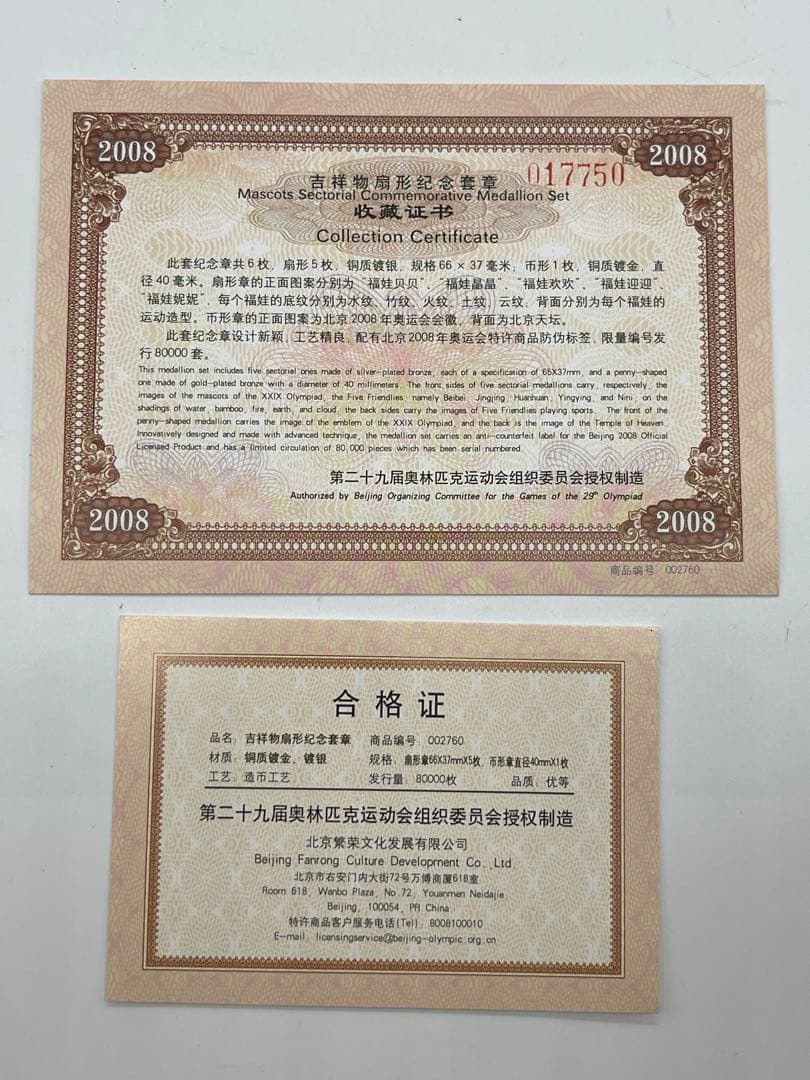 2008
2008
吉祥物扇形纪念套章
017750
Mascots Sectorial Commemorative Medallion Set
收藏证书
Collection Certificate
此套纪念章共6枚，扇形5枚，铜质镀银，规格66×37毫米；币形1枚，铜质镀金，直
径40毫米。扇形章的正面图案分别为“福娃贝贝”、“福娃晶晶”、“福娃欢欢”、“福娃迎迎”、
“福娃妮妮”，每个福娃的底纹分别为水纹、竹纹、火纹、土纹、云纹，背面分别为每个福娃的
运动造型。币形章的正面图案为北京2008年奥运会会徽，背面为北京天坛。
此套纪念章设计新颖，工艺精良，配有北京2008年奥运会特许商品防伪标签，限量编号发
行80000套。
This medallion set includes five sectorial ones made of silver-plated bronze, each of a specification of 65X37mm, and a penny-shaped
one made of gold-plated bronze with a diameter of 40 millimeters. The front sides of five sectorial medallions carry, respectively, the
images of the mascots of the XXIX Olympiad, the Five Friendlies, namely Beibei, Jingjing, Huanhuan, Yingying, and Nini, on the
shadings of water, bamboo, fire, earth, and cloud, the back sides carry the images of Five Friendlies playing sports. The front of the
penny-shaped medallion carries the image of the emblem of the XXIX Olympiad, and the back is the image of the Temple of Heaven.
Innovatively designed and made with advanced technique, the medallion set carries an anti-counterfeit label for the Beijing 2008 Official
Licensed Product and has a limited circulation of 80,000 pieces which has been serial numbered.
第二十九届奥林匹克运动会组织委员会授权制造
Authorized by Beijing Organizing Committee for the Games of the 29th Olympiad
2008
2008
商品编号 002760
合格证
品名：吉祥物扇形纪念套章 商品编号：002760
材质：铜质镀金、镀银 规格：扇形章66X37mmX5枚，币形章直径40mmX1枚
工艺：造币工艺 发行量：80000枚 品质：优等
第二十九届奥林匹克运动会组织委员会授权制造
北京繁荣文化发展有限公司
Beijing Fanrong Culture Development Co., Ltd
北京市右安门内大街72号万博商厦618室
Room 618, Wanbo Plaza, No.72, Youanmen Neidajie
Beijing, 100054, PR China
特许商品客户服务电话(Tel)：8008100010
E-mail: licensingservice@beijing-olympic.org.cn